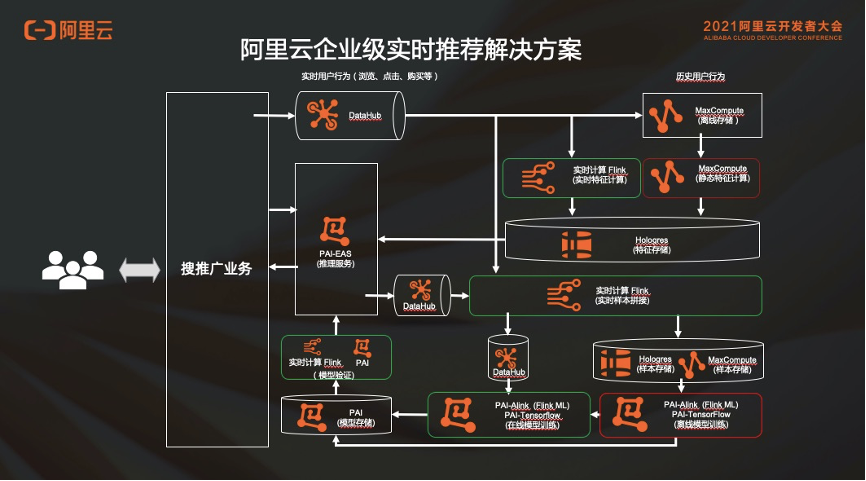 阿里云
2021阿里云开发者大会
ALIBABA CLOUD DEVELOPER CONFERENCE
阿里云企业级实时推荐解决方案
实时用户行为（浏览、点击、购买等）
历史用户行为
DataHub
MaxCompute
(离线存储)
实时计算 Flink
(实时特征计算)
MaxCompute
(静态特征计算)
Hologres
(特征存储)
PAI-EAS
(推理服务)
搜推广业务
DataHub
实时计算 Flink
(实时样本拼接)
实时计算 Flink
PAI
(模型验证)
DataHub
Hologres
(样本存储)
MaxCompute
(样本存储)
PAI
(模型存储)
PAI-Alink (Flink ML)
PAI-Tensorflow
(在线模型训练)
PAI-Alink (Flink ML)
PAI-TensorFlow
(离线模型训练)